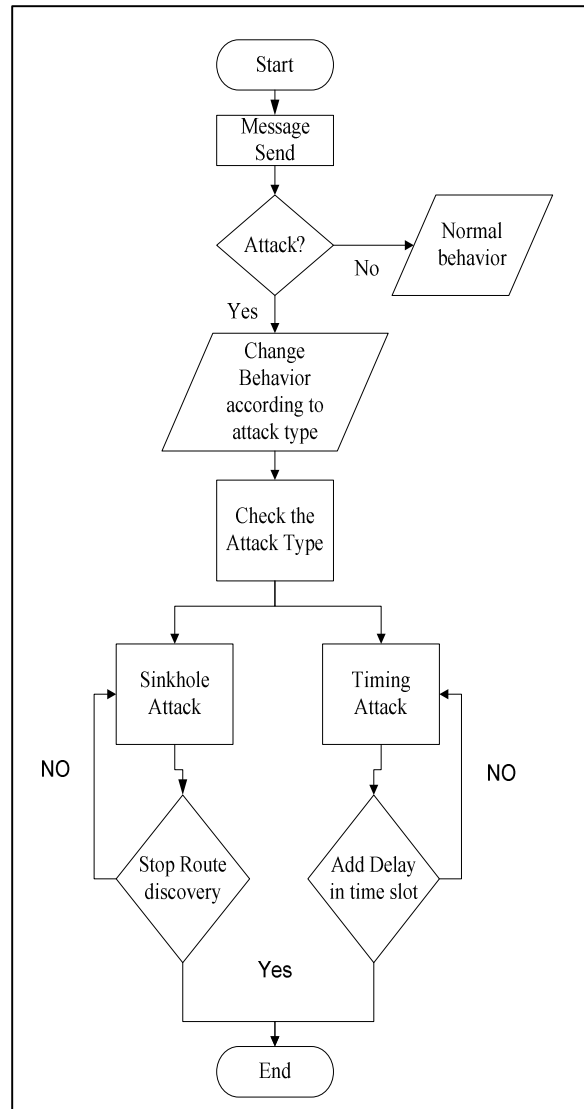 Start
Message
Send
Attack?
No
Normal
behavior
Yes
Change
Behavior
according to
attack type
Check the
Attack Type
Sinkhole
Attack
Timing
Attack
NO
NO
Stop Route
discovery
Add Delay
in time slot
Yes
End